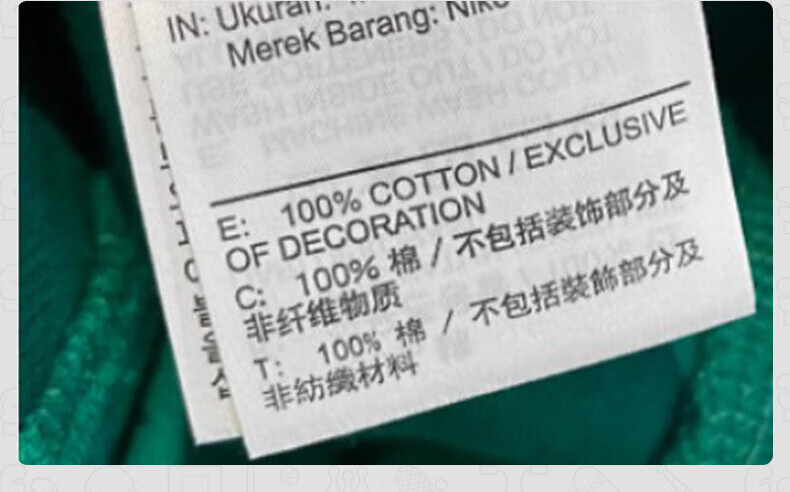 IN: Ukuran:
Merek Barang: Nike
E: 100% COTTON / EXCLUSIVE
OF DECORATION
C: 100% 棉 / 不包括装饰部分及
非纤维物质
T: 100% 棉 / 不包括裝飾部分及
非紡織材料